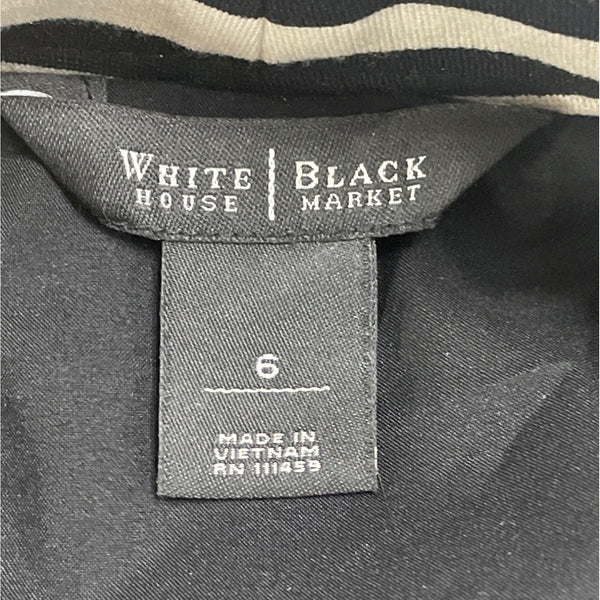 WHITE | BLACK
HOUSE | MARKET
6
MADE IN
VIETNAM
RN 111459